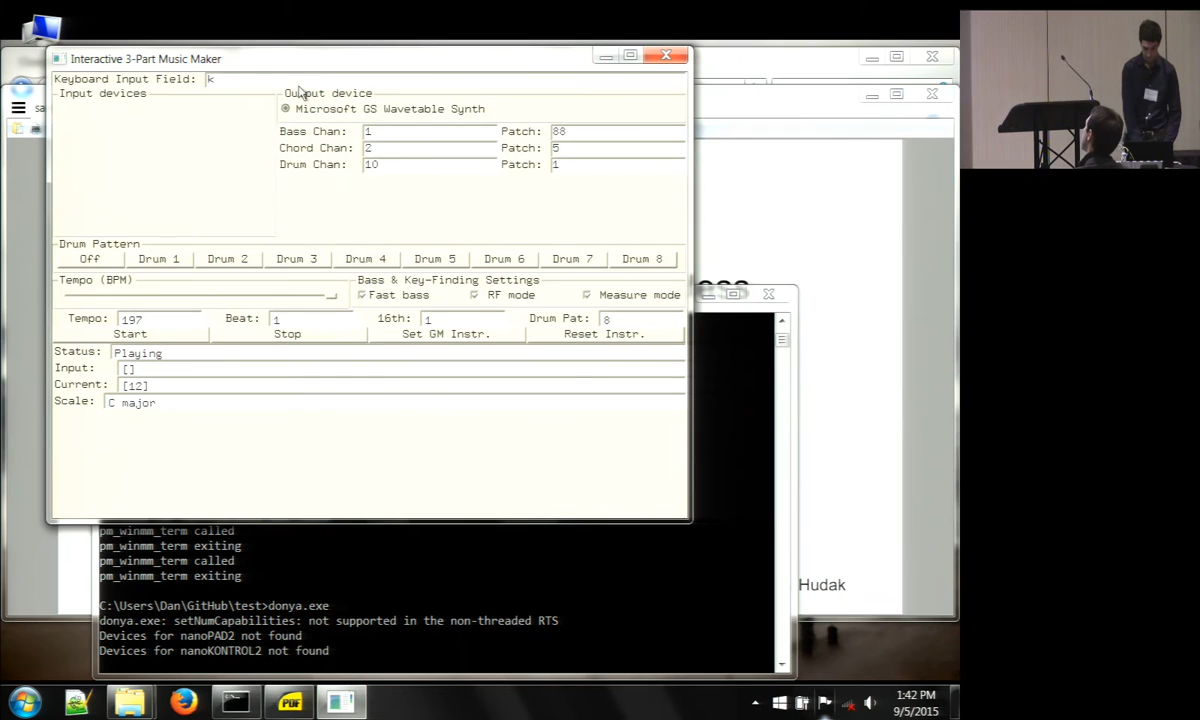 Interactive 3-Part Music Maker
Keyboard Input Field: k
Input devices
Output device
Microsoft GS Wavetable Synth
Bass Chan: 1 Patch: 88
Chord Chan: 2 Patch: 5
Drum Chan: 10 Patch: 1
Drum Pattern
Off Drum 1 Drum 2 Drum 3 Drum 4 Drum 5 Drum 6 Drum 7 Drum 8
Tempo (BPM)
Bass & Key-Finding Settings
Fast bass RF mode Measure mode
Tempo: 197 Beat: 1 16th: 1 Drum Pat: 8
Start Stop Set GM Instr. Reset Instr.
Status: Playing
Input: []
Current: [12]
Scale: C major
pm_winmm_term called
pm_winmm_term exiting
pm_winmm_term called
pm_winmm_term exiting
Hudak
C:\Users\Dan\GitHub\test>donya.exe
donya.exe: setNumCapabilities: not supported in the non-threaded RTS
Devices for nanoPAD2 not found
Devices for nanoKONTROL2 not found
PDF
1:42 PM
9/5/2015